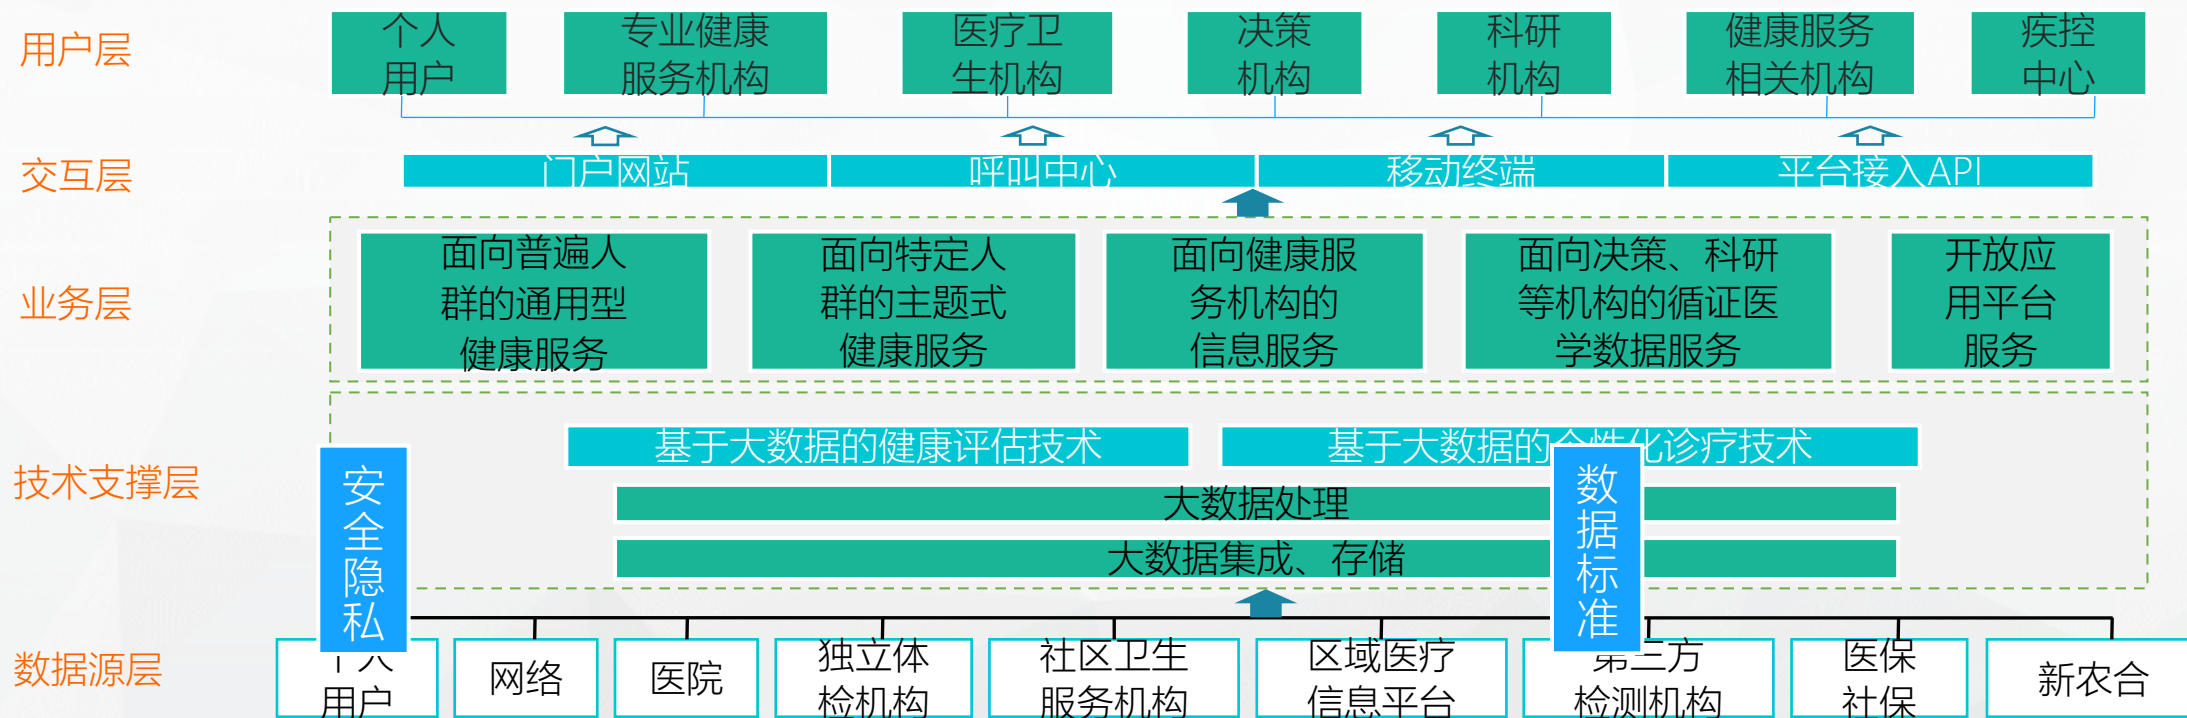 用户层
个人
用户
专业健康
服务机构
医疗卫
生机构
决策
机构
科研
机构
健康服务
相关机构
疾控
中心
交互层
门户网站
呼叫中心
移动终端
平台接入API
业务层
面向普遍人
群的通用型
健康服务
面向特定人
群的主题式
健康服务
面向健康服
务机构的
信息服务
面向决策、科研
等机构的循证医
学数据服务
开放应
用平台
服务
技术支撑层
安全隐私
基于大数据的健康评估技术
基于大数据的个性化诊疗技术
大数据处理
大数据集成、存储
数据标准
数据源层
个人
用户
网络
医院
独立体
检机构
社区卫生
服务机构
区域医疗
信息平台
第三方
检测机构
医保
社保
新农合